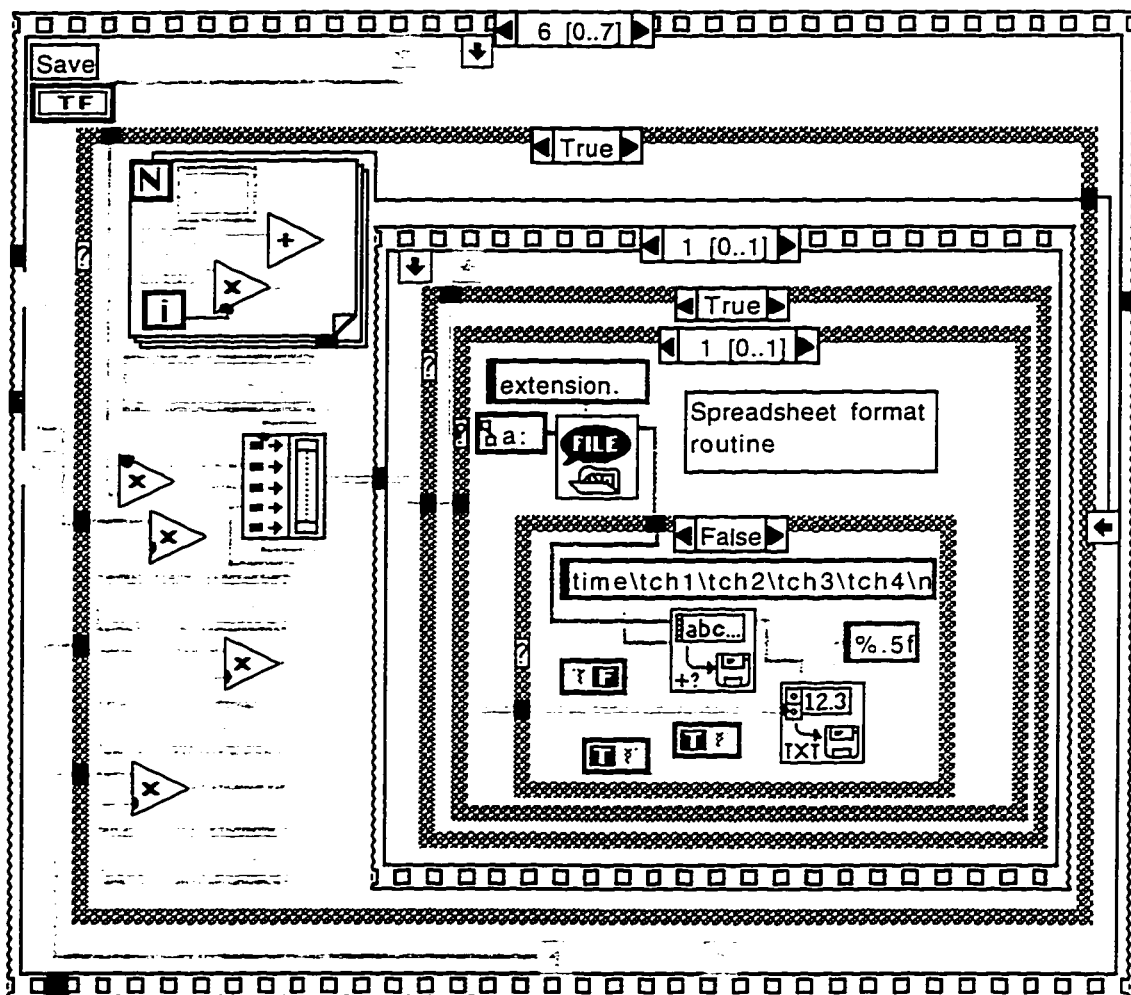 6 [0..7]
Save
TF
True
N
+
1 [0..1]
×
?
i
True
1 [0..1]
?
extension.
Spreadsheet format
routine
?
a:
FILE
×
×
False
time\tch1\tch2\tch3\tch4\n
abc...
%.5f
?
×
+?
F
12.3
T
T
TXT
×